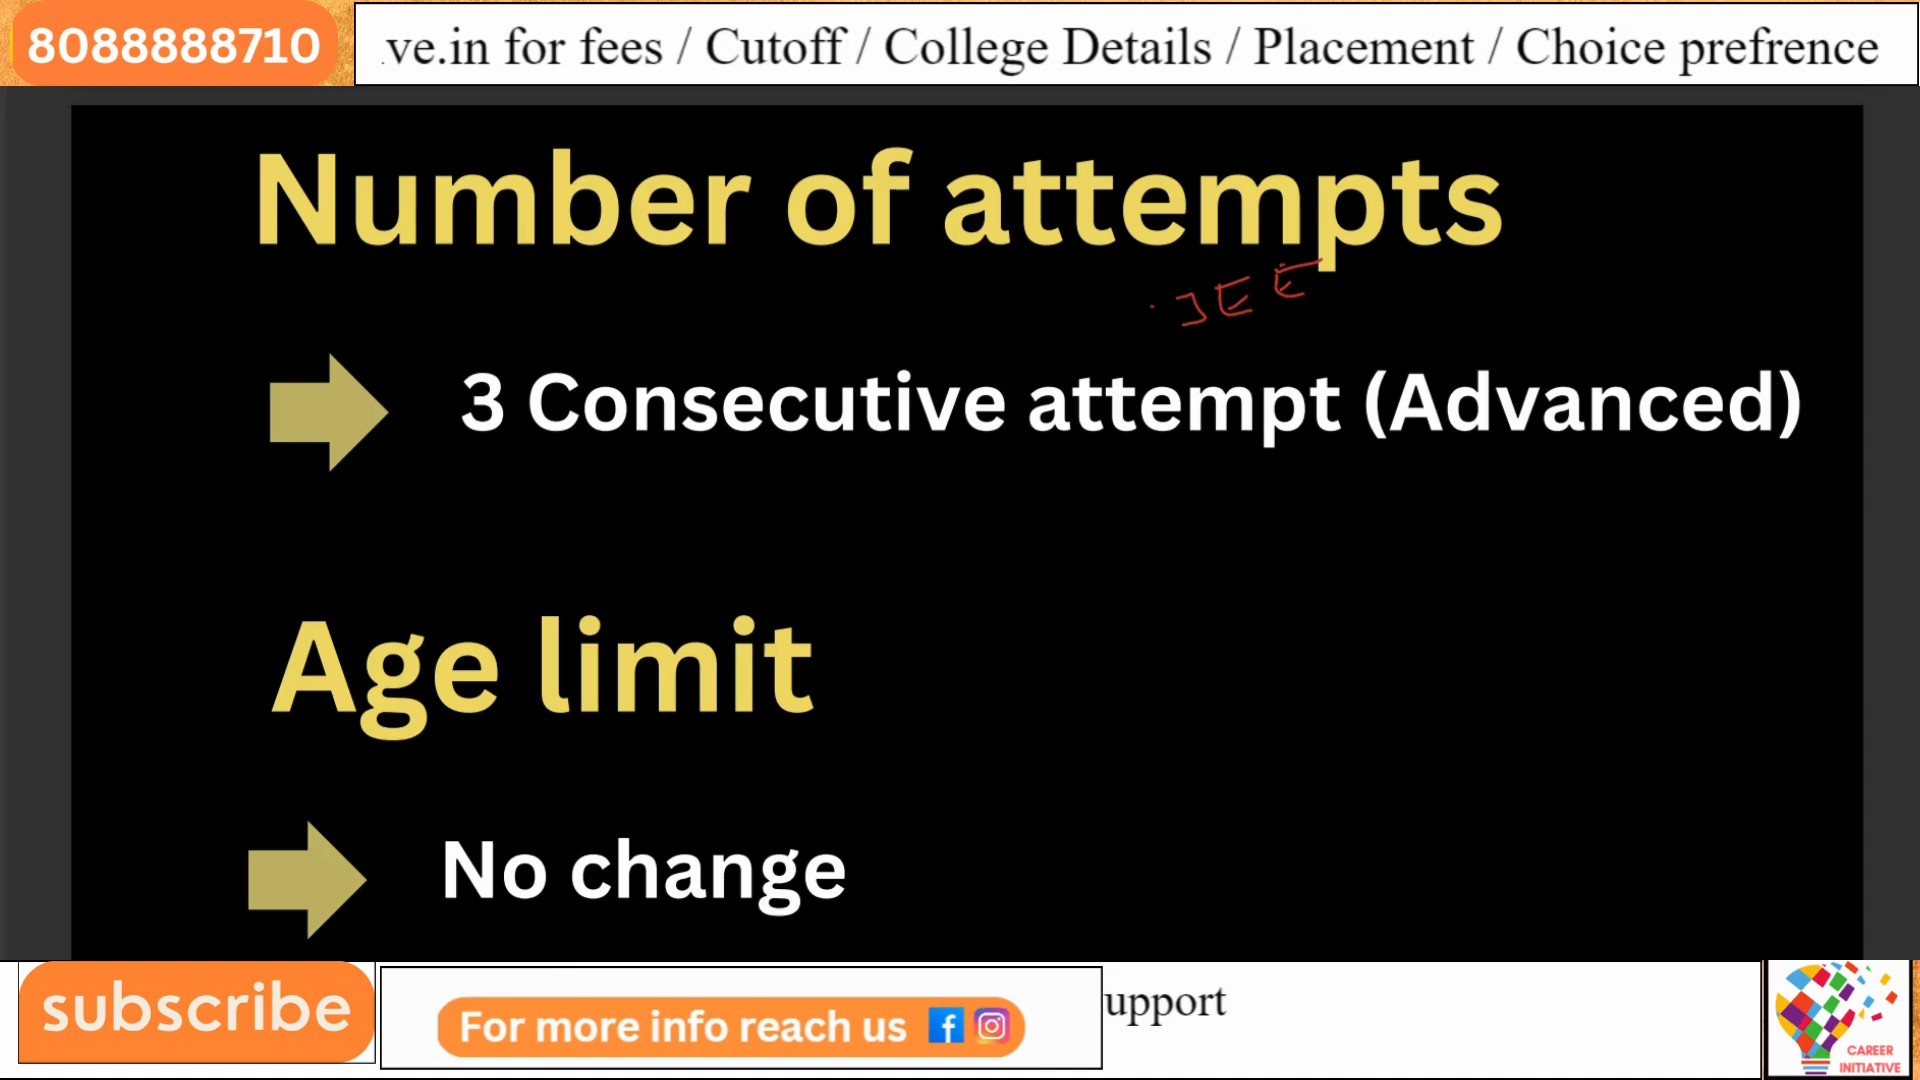 8088888710
ve.in for fees / Cutoff / College Details / Placement / Choice prefrence
Number of attempts
JEE
3 Consecutive attempt (Advanced)
Age limit
No change
subscribe
For more info reach us
upport
CAREER
INITIATIVE